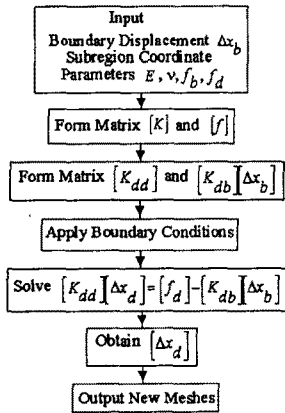 Input
Boundary Displacement Δx_b
Subregion Coordinate
Parameters E, ν, f_b, f_d
Form Matrix [K] and [f]
Form Matrix [K_dd] and [K_db][Δx_b]
Apply Boundary Conditions
Solve [K_dd][Δx_d]=[f_d]-[K_db][Δx_b]
Obtain [Δx_d]
Output New Meshes